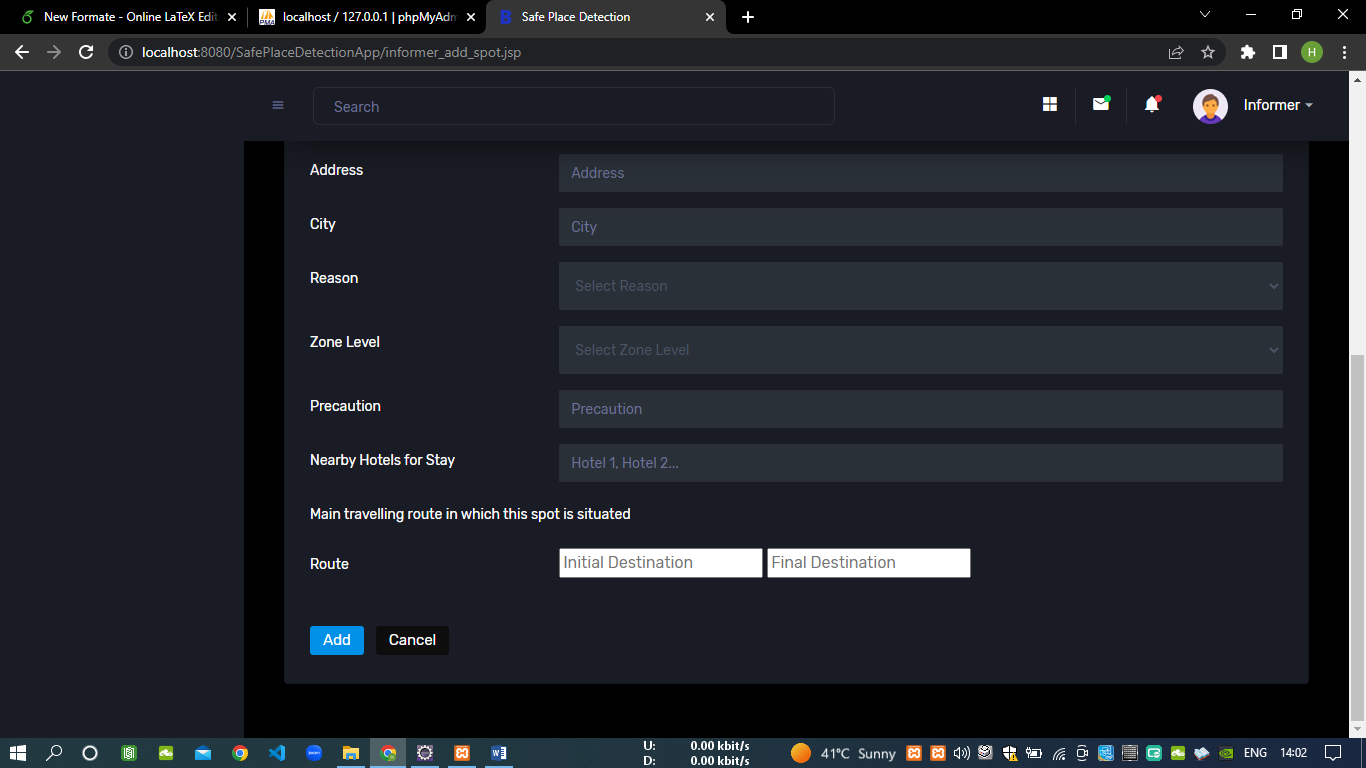 New Formate - Online LaTeX Edit
localhost / 127.0.0.1 | phpMyAdm
Safe Place Detection
localhost:8080/SafePlaceDetectionApp/informer_add_spot.jsp
H
Search
Informer
Address
Address
City
City
Reason
Select Reason
Zone Level
Select Zone Level
Precaution
Precaution
Nearby Hotels for Stay
Hotel 1, Hotel 2...
Main travelling route in which this spot is situated
Route
Initial Destination
Final Destination
Add
Cancel
U: 0.00 kbit/s
D: 0.00 kbit/s
41°C Sunny
ENG
14:02